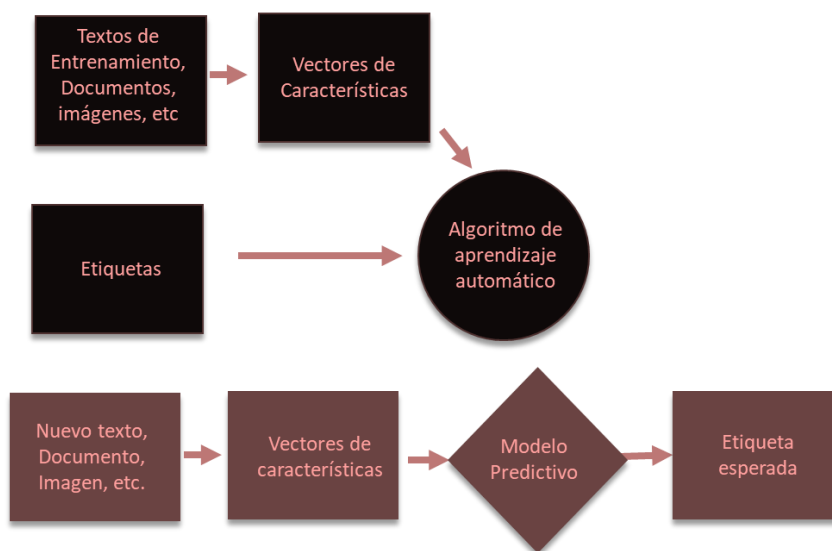 Textos de
Entrenamiento,
Documentos,
imágenes, etc
Vectores de
Características
Etiquetas
Algoritmo de
aprendizaje
automático
Nuevo texto,
Documento,
Imagen, etc.
Vectores de
características
Modelo
Predictivo
Etiqueta
esperada